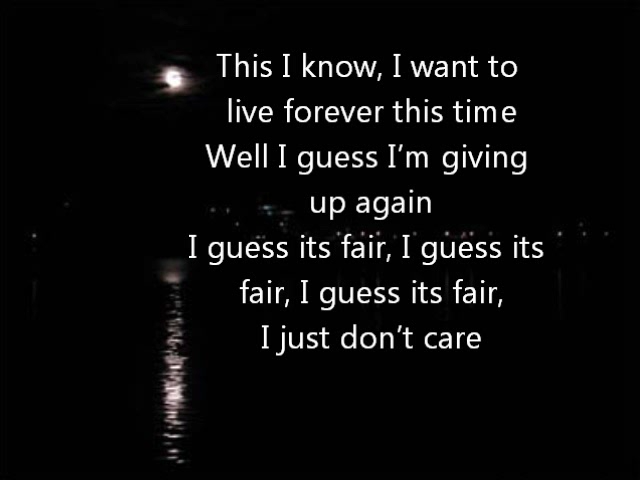 This I know, I want to
live forever this time
Well I guess I'm giving
up again
I guess its fair, I guess its
fair, I guess its fair,
I just don't care